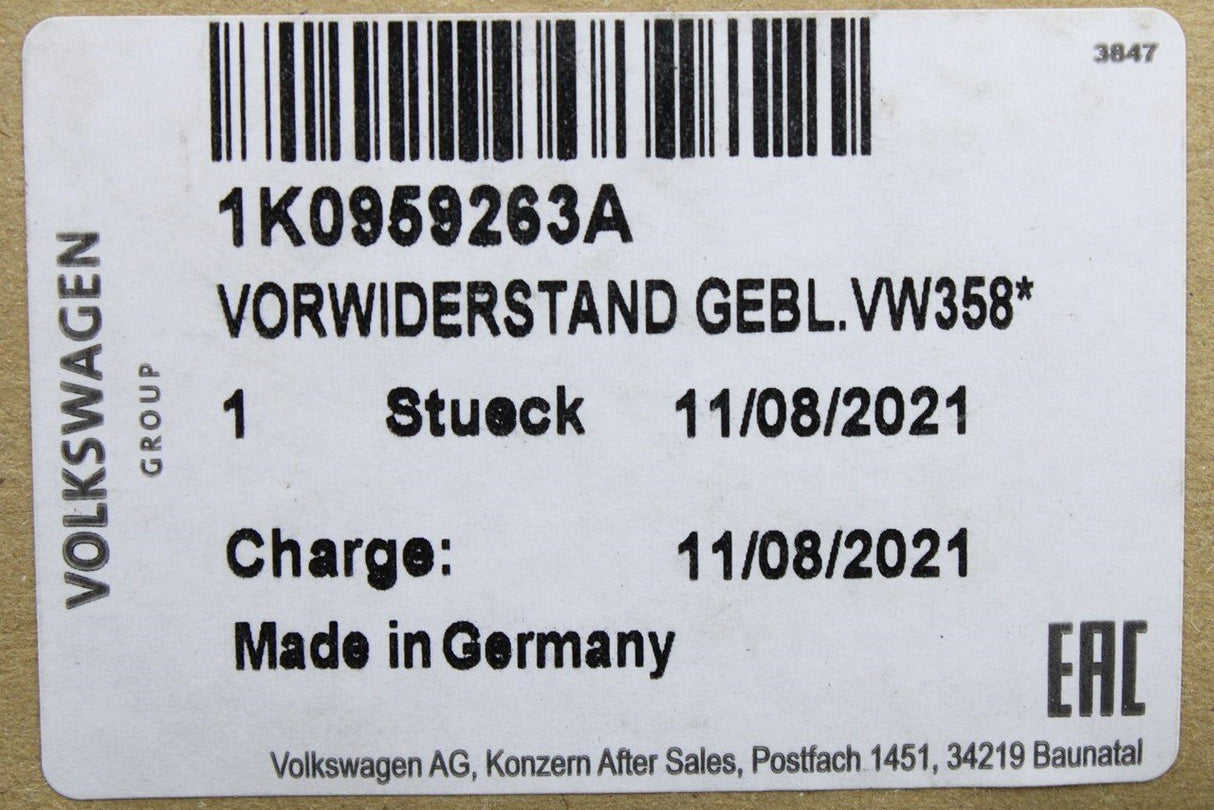 3847
1K0959263A
VORWIDERSTAND GEBL.VW358*
1 Stueck 11/08/2021
Charge: 11/08/2021
Made in Germany
EAC
Volkswagen AG, Konzern After Sales, Postfach 1451, 34219 Baunatal
VOLKSWAGEN
GROUP